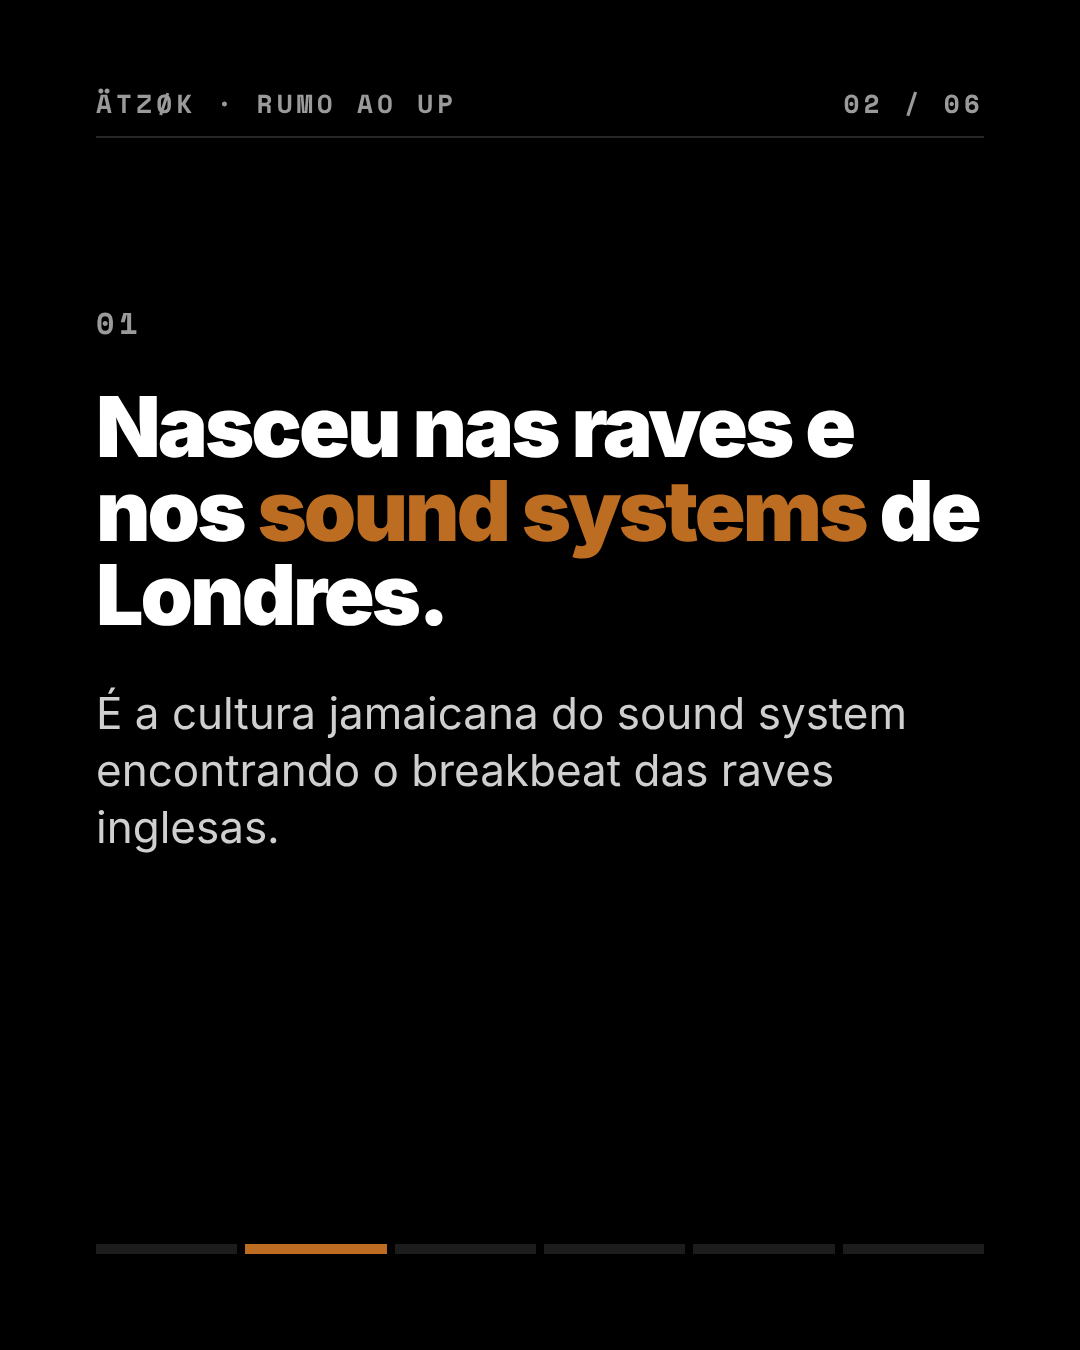 ÄTZØK · RUMO AO UP
02 / 06
01
Nasceu nas raves e
nos sound systems de
Londres.
É a cultura jamaicana do sound system
encontrando o breakbeat das raves
inglesas.